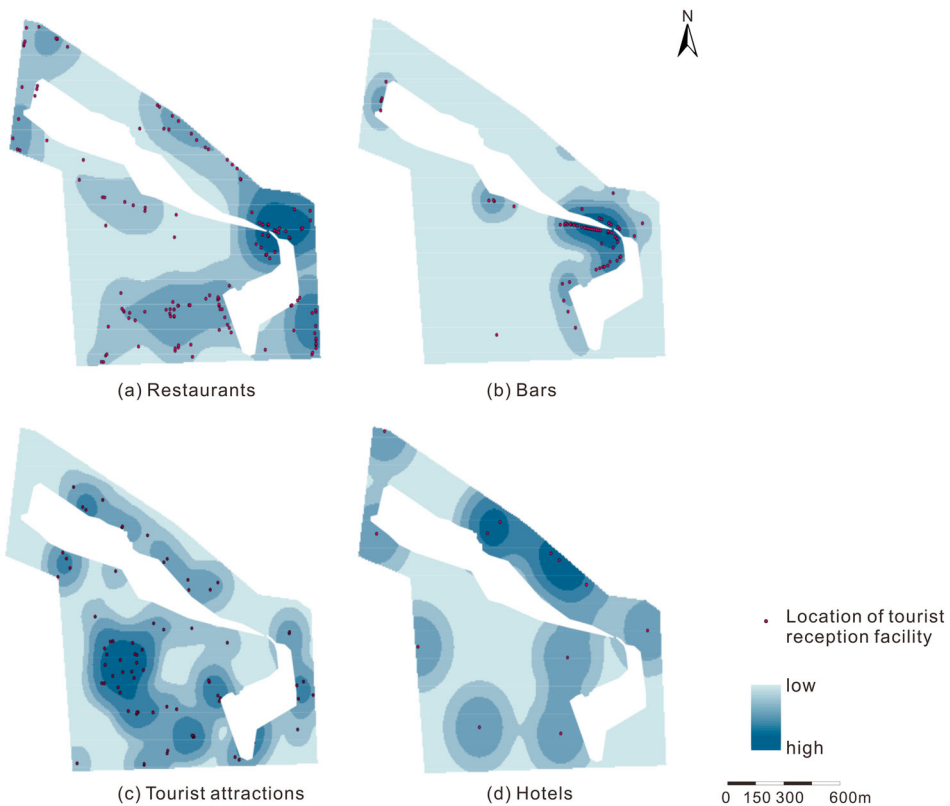 N
(a) Restaurants
(b) Bars
Location of tourist
reception facility
low
high
(c) Tourist attractions
(d) Hotels
0 150 300 600m